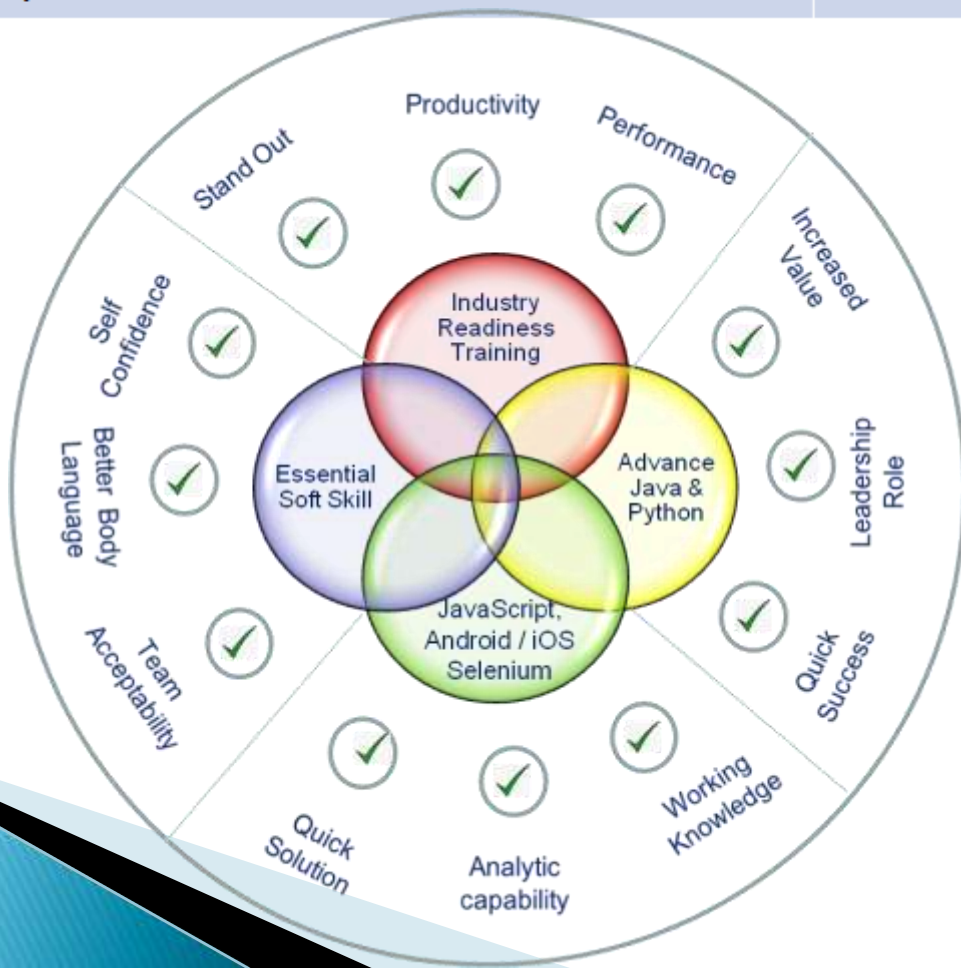 Productivity
Performance
Stand Out
Increased
Value
Self
Confidence
Industry
Readiness
Training
Better Body
Language
Essential
Soft Skill
Advance
Java &
Python
Leadership
Role
JavaScript,
Android / iOS
Selenium
Team
Acceptability
Quick
Success
Quick
Solution
Analytic
capability
Working
Knowledge